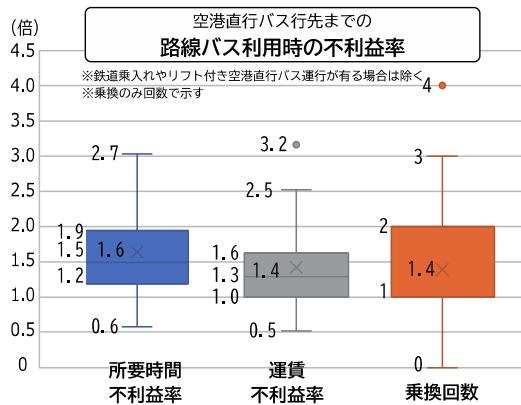 (倍)
空港直行バス行先までの
路線バス利用時の不利益率
※鉄道乗入れやリフト付き空港直行バス運行が有る場合は除く
※乗換のみ回数で示す
4.5
4.0
3.5
3.0
2.5
2.0
1.5
1.0
0.5
0
2.7
1.9
1.5
1.6
1.2
0.6
3.2
2.5
1.6
1.3
1.4
1.0
0.5
4
3
2
1.4
1
0
所要時間
不利益率
運賃
不利益率
乗換回数